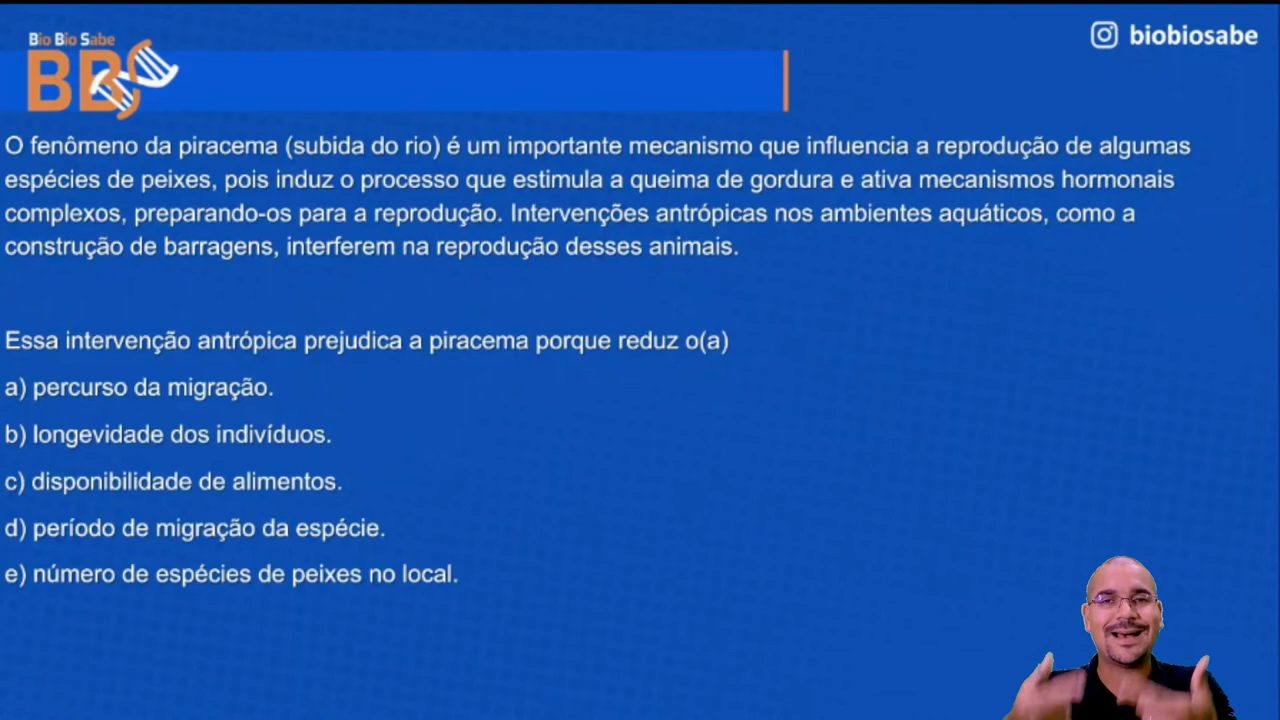 Bio Bio Sabe
BBS
biobiosabe
O fenômeno da piracema (subida do rio) é um importante mecanismo que influencia a reprodução de algumas
espécies de peixes, pois induz o processo que estimula a queima de gordura e ativa mecanismos hormonais
complexos, preparando-os para a reprodução. Intervenções antrópicas nos ambientes aquáticos, como a
construção de barragens, interferem na reprodução desses animais.
Essa intervenção antrópica prejudica a piracema porque reduz o(a)
a) percurso da migração.
b) longevidade dos indivíduos.
c) disponibilidade de alimentos.
d) período de migração da espécie.
e) número de espécies de peixes no local.